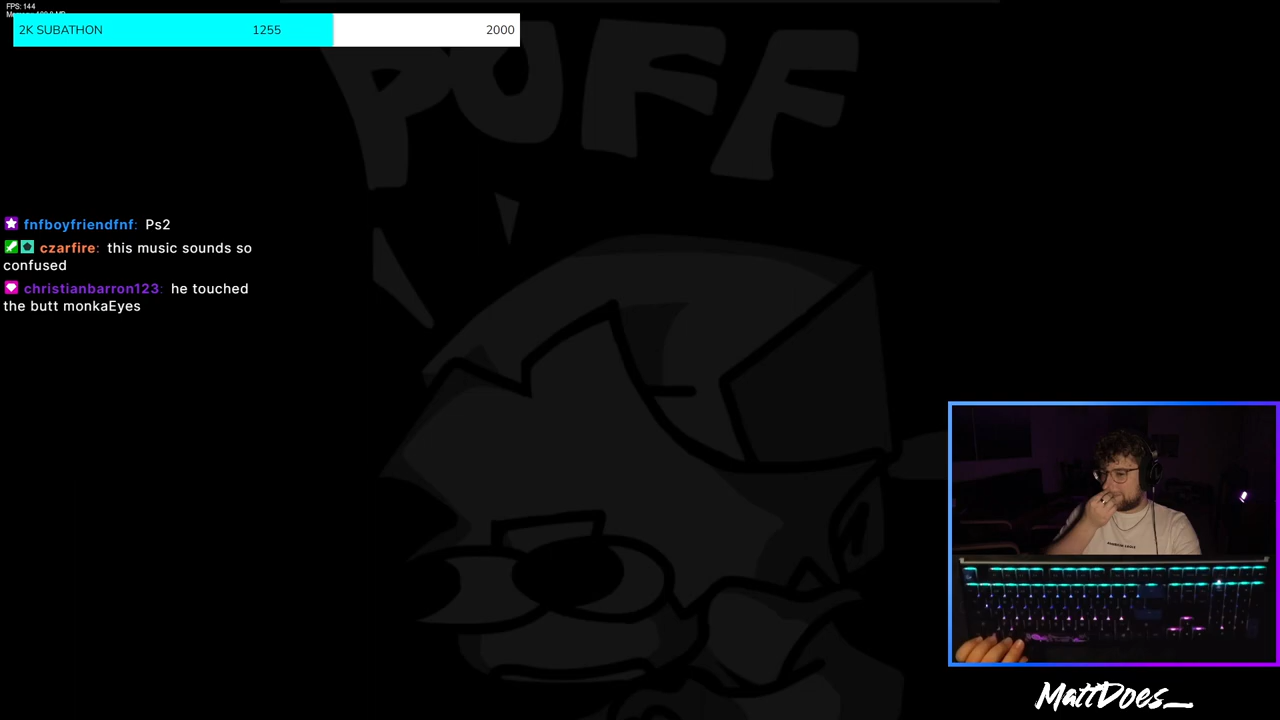 FPS: 144
2K SUBATHON 1255 2000
PUFF
fnfboyfriendfnf: Ps2
czarfire: this music sounds so
confused
christianbarron123: he touched
the butt monkaEyes
MattDoes_